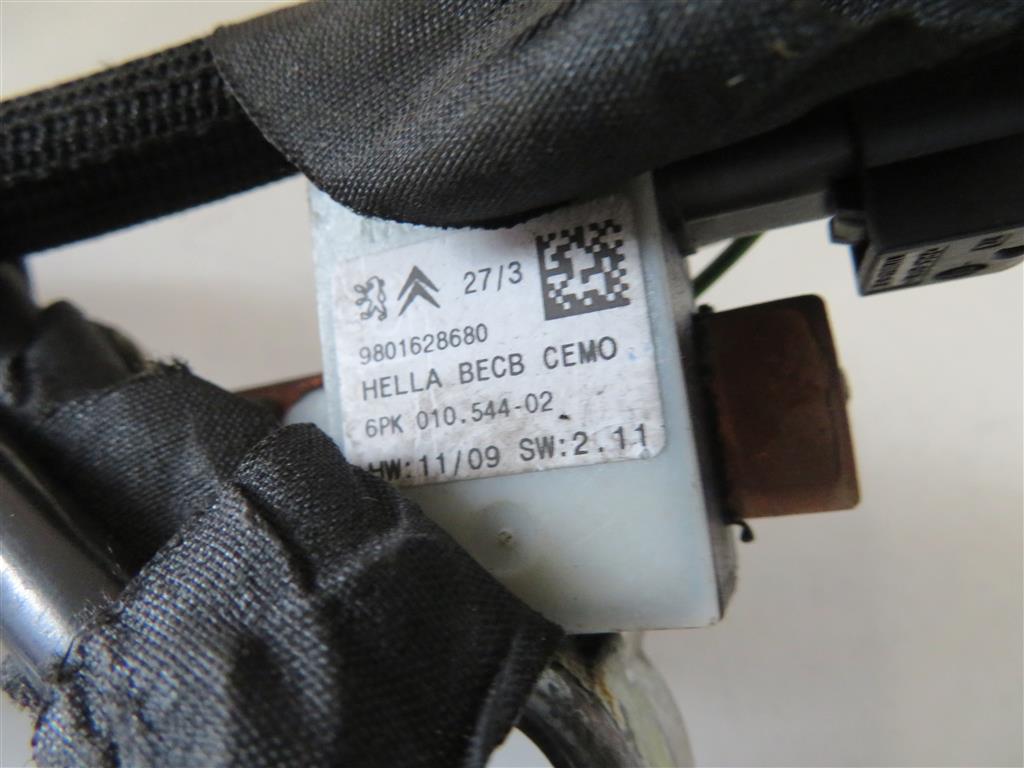 27/3
9801628680
HELLA BECB CEMO
6PK 010.544-02
HW:11/09 SW:2.11